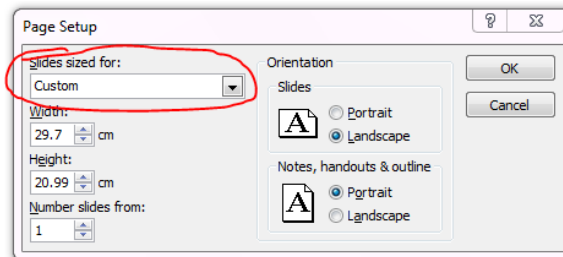 Page Setup
Slides sized for:
Custom
Width:
29.7 cm
Height:
20.99 cm
Number slides from:
1
Orientation
Slides
A
Portrait
Landscape
Notes, handouts & outline
A
Portrait
Landscape
OK
Cancel